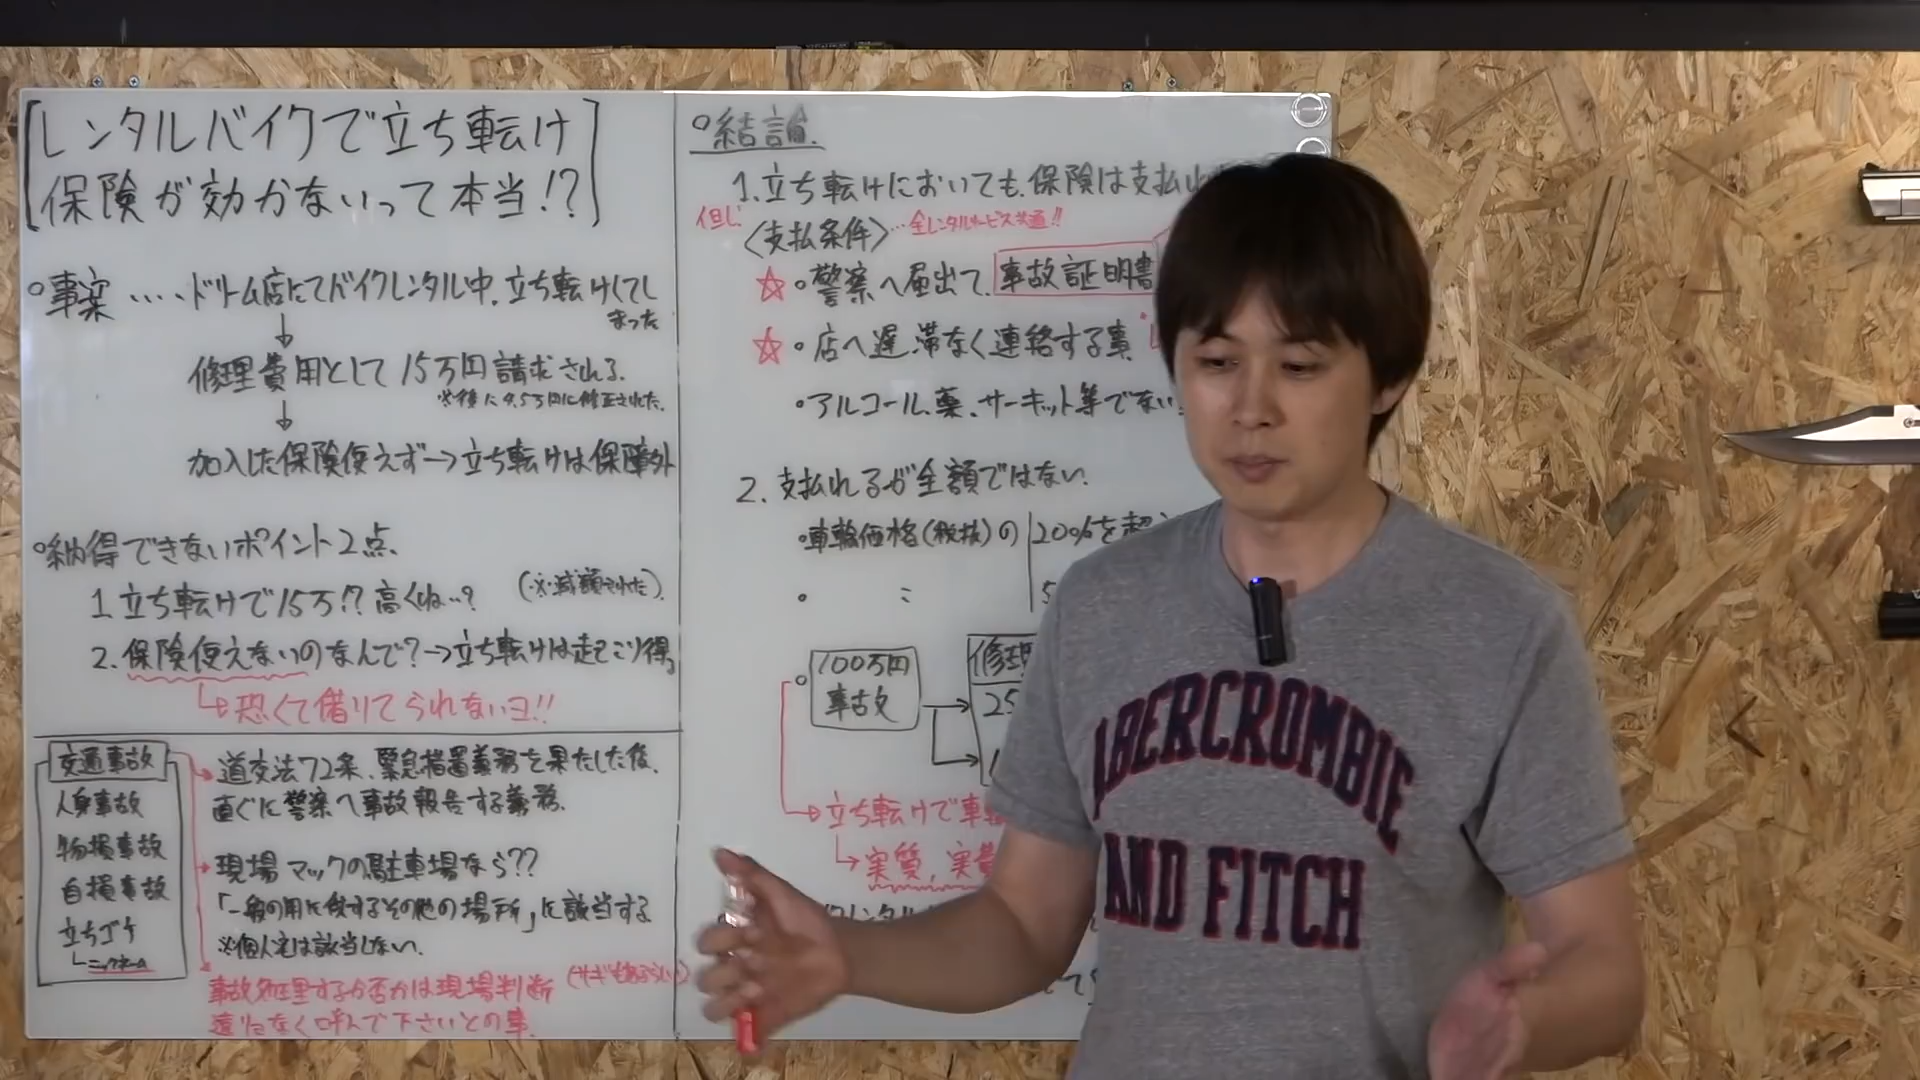 レンタルバイクで立ち転け
保険が効かないって本当!?
事案‥‥ドリーム店にてバイクレンタル中、立ち転けしてし
まった
↓
修理費用として15万円請求される.
※後に9.5万円に修正された.
↓
加入した保険使えず→立ち転けは保障外
納得できないポイント2点.
1.立ち転けで15万!?高くね‥? (※減額された)
2.保険使えないのなんで?→立ち転けは起こり得る
↳恐くて借りてられないヨ!!
交通事故
人身事故
物損事故
自損事故
立ちゴケ
└ニックネーム
道交法72条、緊急措置義務を果たした後、
直ぐに警察へ事故報告する義務.
現場マックの駐車場なら??
「一般の用に供するその他の場所」に該当する
※個人宅は該当しない.
事故処理するか否かは現場判断
遠慮なく呼んで下さいとの事.
結論.
1.立ち転けにおいても、保険は支払
但し
〈支払条件〉…全レンタルサービス共通!!
☆・警察へ届出て、事故証明書
☆・店へ遅滞なく連絡する事
・アルコール、薬、サーキット等でない
2.支払れるが全額ではない.
・車輌価格(税抜)の 20%を超
・ 〃 5
100万円
事故
修理
25
立ち転けで車輌
↳実質、実費
レンタル
ABERCROMBIE
AND FITCH